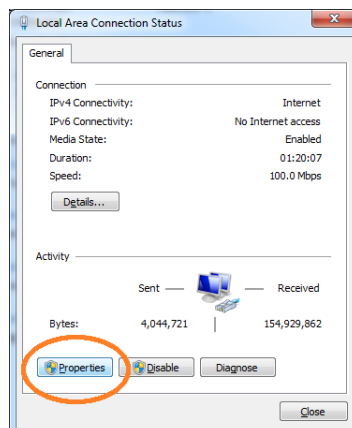 Local Area Connection Status
General
Connection
IPv4 Connectivity: Internet
IPv6 Connectivity: No Internet access
Media State: Enabled
Duration: 01:20:07
Speed: 100.0 Mbps
Details...
Activity
Sent Received
Bytes: 4,044,721 154,929,862
Properties Disable Diagnose
Close